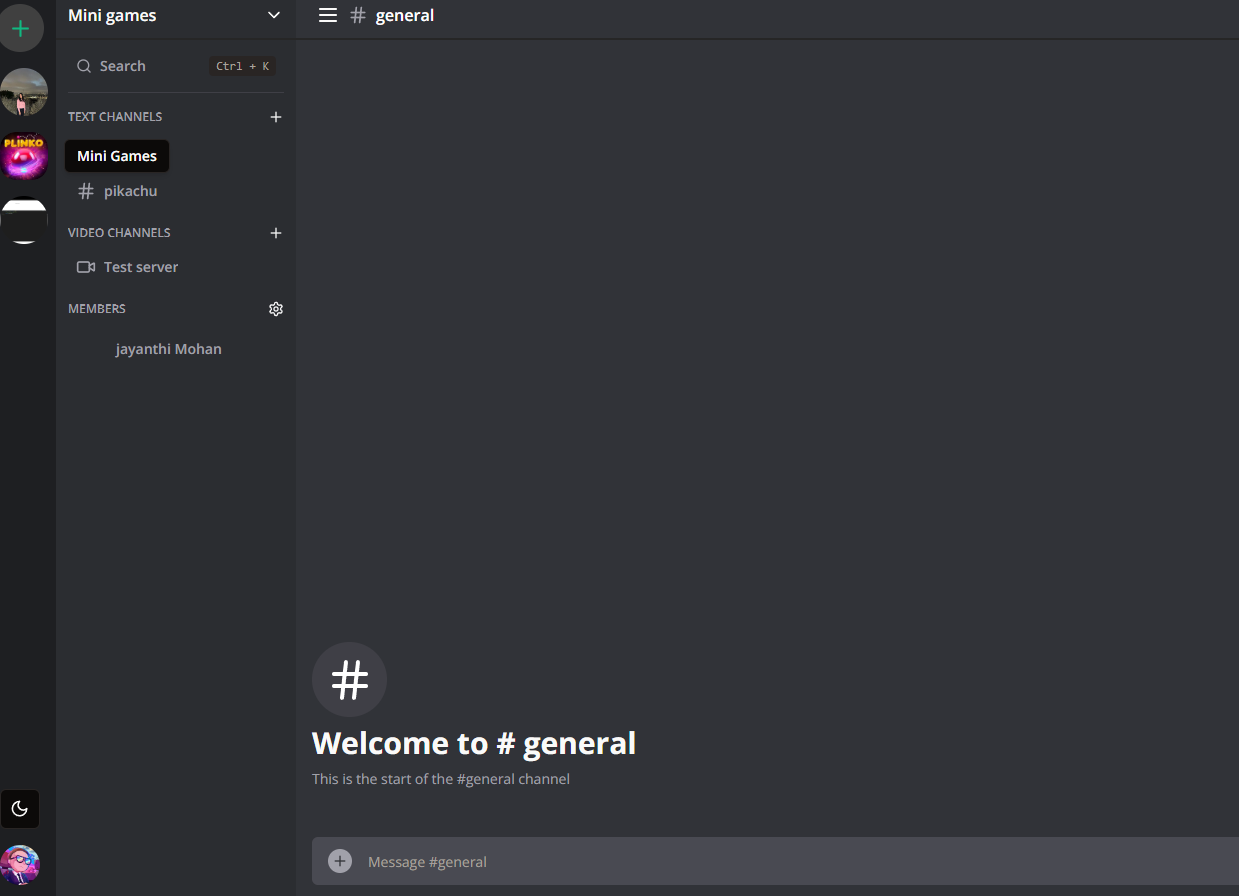 Mini games
# general
Search
Ctrl + K
PLINKO
TEXT CHANNELS
Mini Games
# pikachu
VIDEO CHANNELS
Test server
MEMBERS
jayanthi Mohan
#
Welcome to # general
This is the start of the #general channel
Message #general